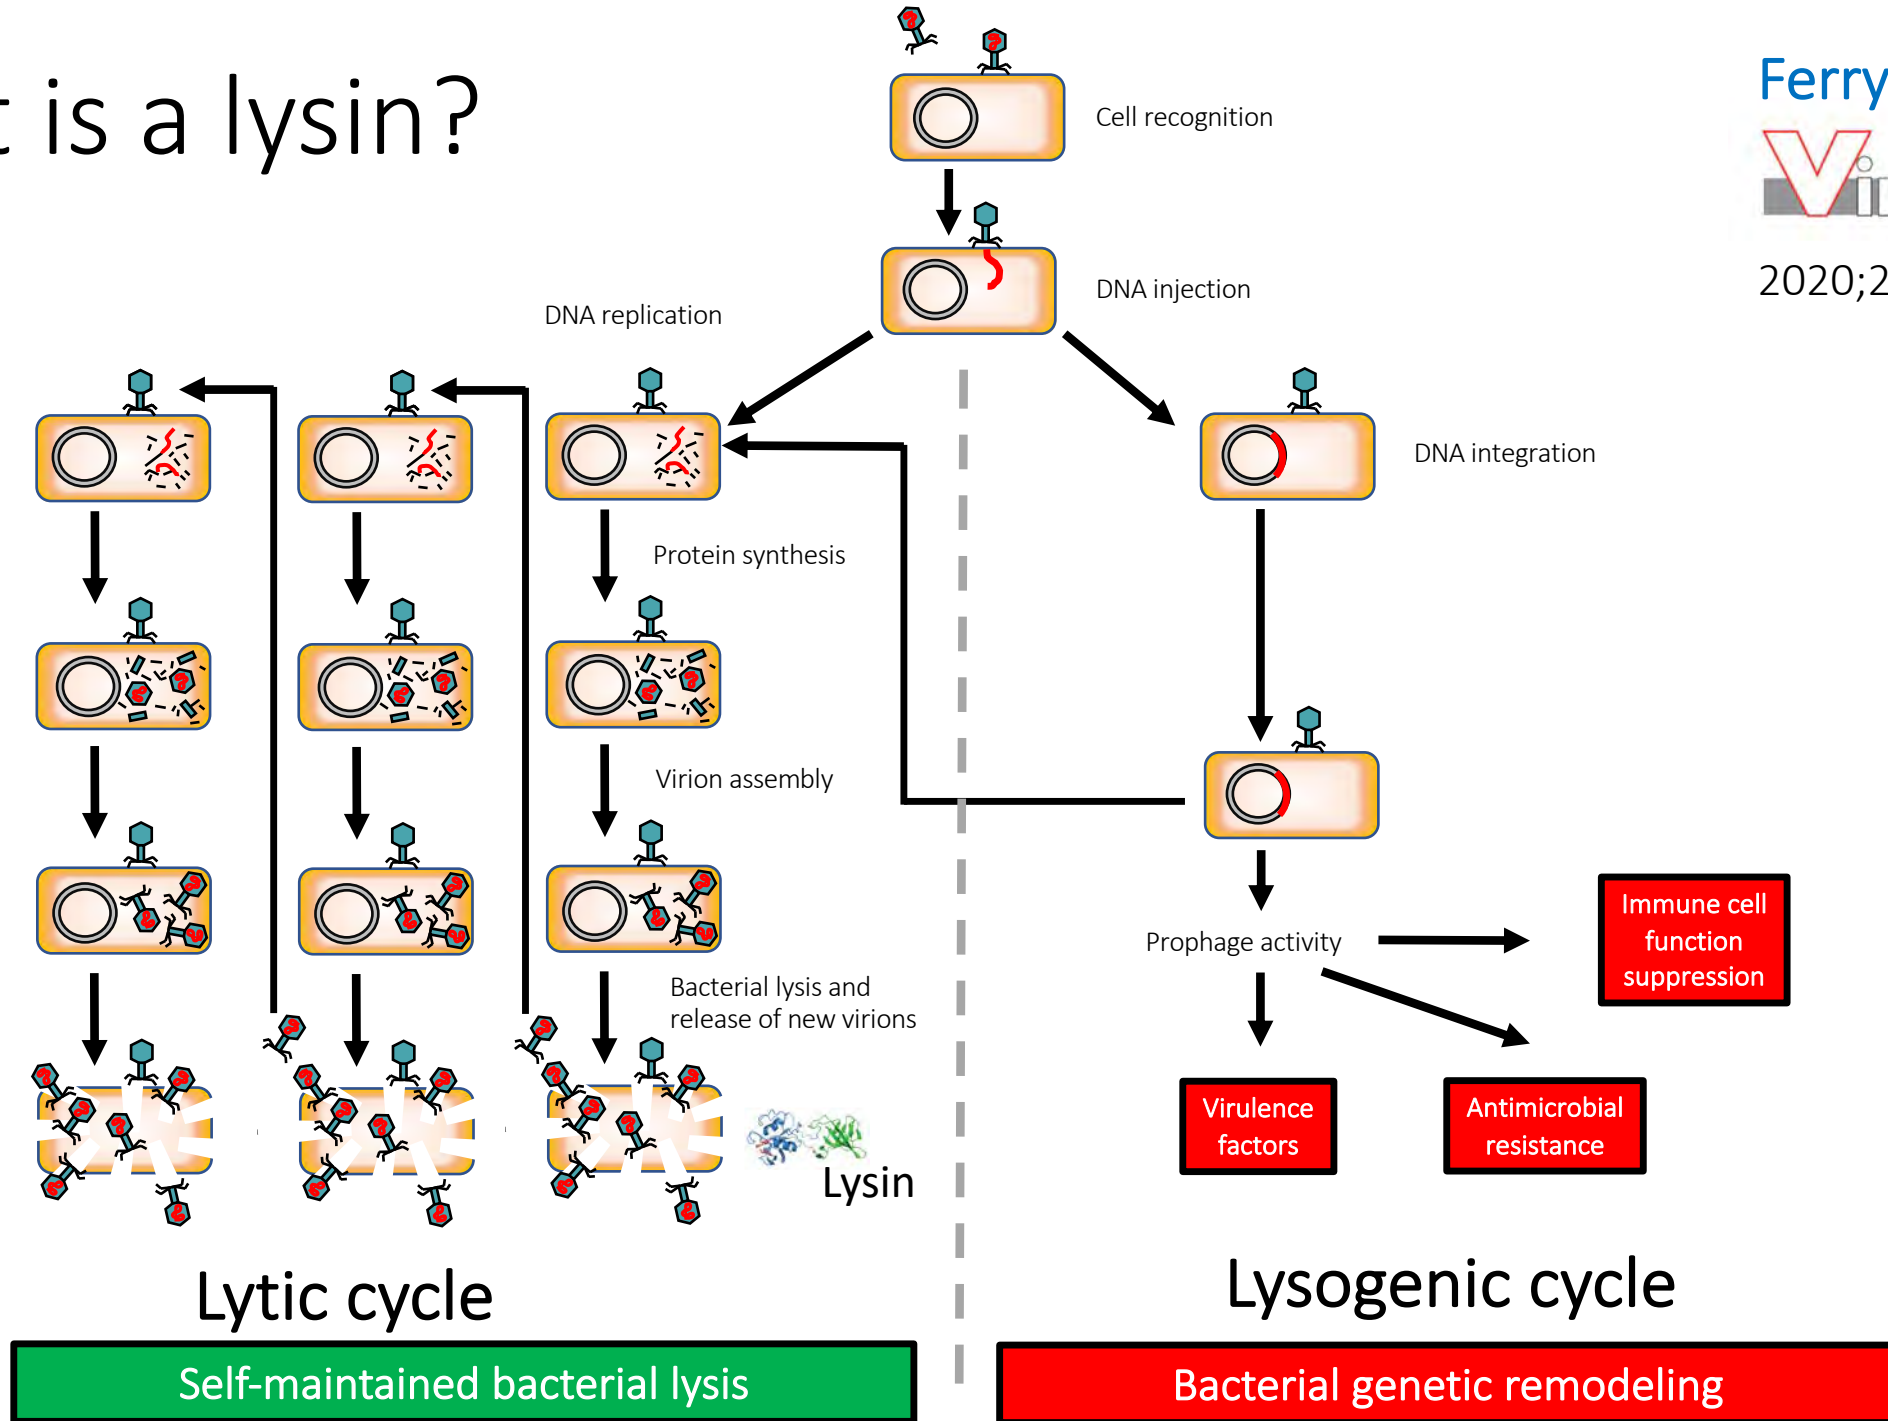 is a lysin?
Ferry
2020;2
Cell recognition
DNA injection
DNA replication
DNA integration
Protein synthesis
Virion assembly
Bacterial lysis and
release of new virions
Lysin
Prophage activity
Immune cell
function
suppression
Virulence
factors
Antimicrobial
resistance
Lytic cycle
Lysogenic cycle
Self-maintained bacterial lysis
Bacterial genetic remodeling